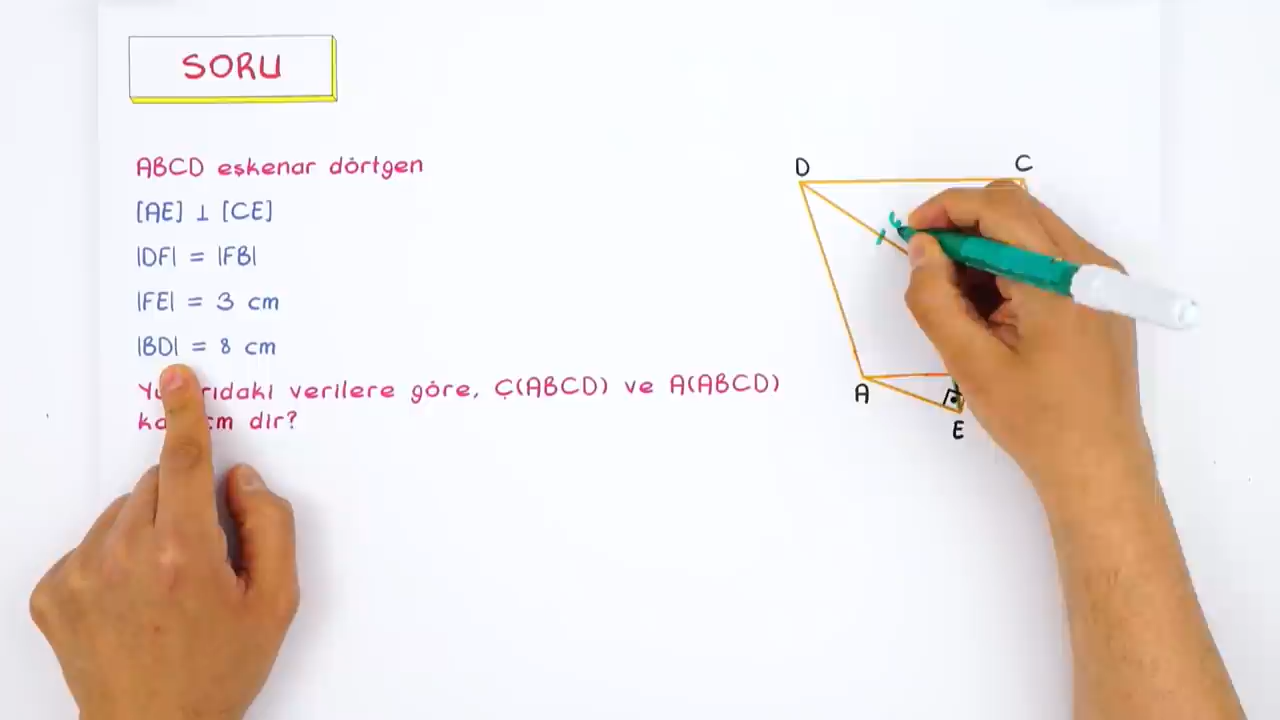 SORU
ABCD eşkenar dörtgen
[AE] ⊥ [CE]
|DF| = |FB|
|FE| = 3 cm
|BD| = 8 cm
verilere göre, Ç(ABCD) ve A(ABCD)
dir?
D
C
A
E